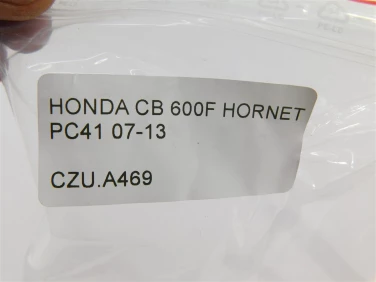 HONDA CB 600F HORNET
PC41 07-13
CZU.A469